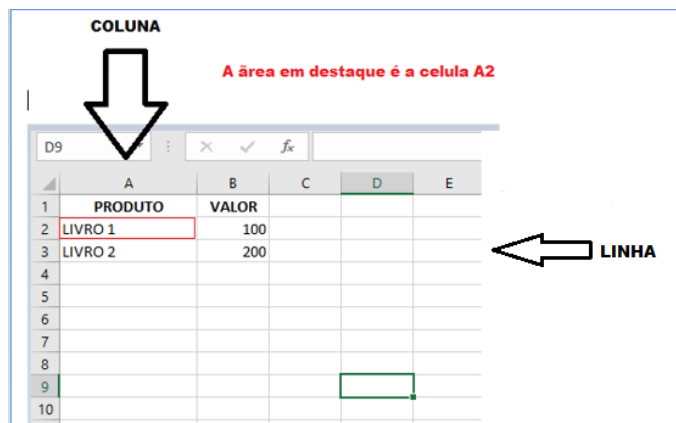 COLUNA
A ãrea em destaque é a celula A2
D9 fx
A B C D E
1 PRODUTO VALOR
2 LIVRO 1 100
3 LIVRO 2 200
LINHA
4
5
6
7
8
9
10